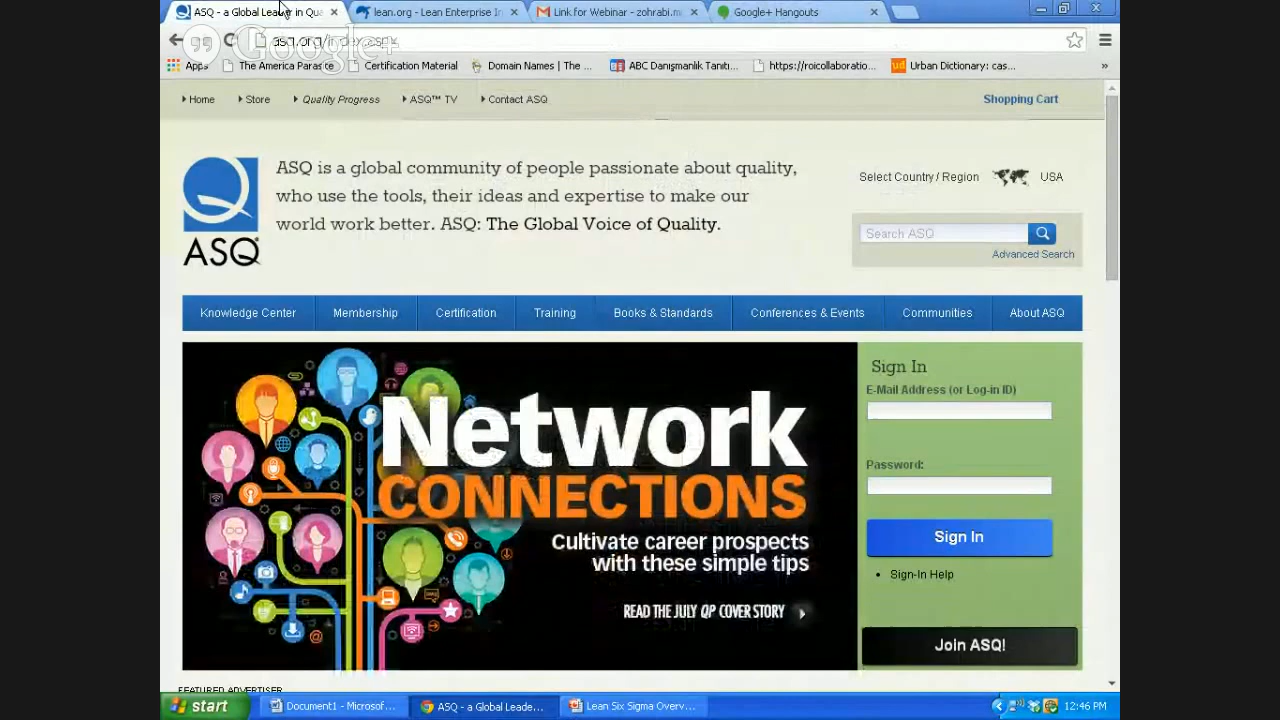 ASQ - a Global Leader in Qua
lean.org - Lean Enterprise In
Link for Webinar - zohrabi.m
Google+ Hangouts
asq.org/index.aspx
Google+
Apps
The America Parasite
Certification Material
Domain Names | The ...
ABC Danışmanlık Tanıtı...
https://roicollaboratio...
Urban Dictionary: cas...
»
Home
Store
Quality Progress
ASQ™ TV
Contact ASQ
Shopping Cart
ASQ
ASQ is a global community of people passionate about quality,
who use the tools, their ideas and expertise to make our
world work better. ASQ: The Global Voice of Quality.
Select Country / Region
USA
Search ASQ
Advanced Search
Knowledge Center
Membership
Certification
Training
Books & Standards
Conferences & Events
Communities
About ASQ
Network
CONNECTIONS
Cultivate career prospects
with these simple tips
READ THE JULY QP COVER STORY
Sign In
E-Mail Address (or Log-in ID)
Password:
Sign In
Sign-In Help
Join ASQ!
FEATURED ADVERTISER
start
Document1 - Microsof...
ASQ - a Global Leade...
Lean Six Sigma Overv...
12:46 PM